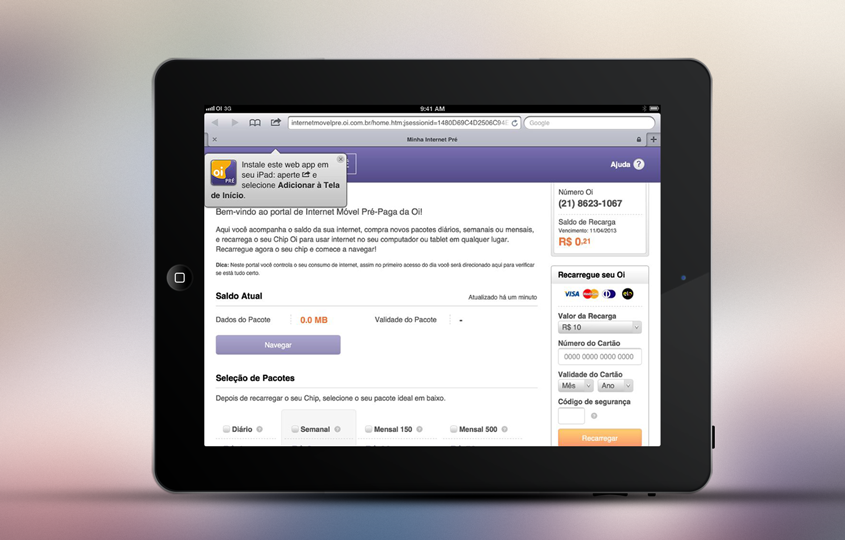 OI 3G
9:41 AM
internetmovelpre.oi.com.br/home.htm;jsessionid=1480D69C4D2506C94
Google
Minha Internet Pré
oi
PRÉ
Instale este web app em
seu iPad: aperte e
selecione Adicionar à Tela
de Início.
Ajuda ?
Bem-vindo ao portal de Internet Móvel Pré-Paga da Oi!
Aqui você acompanha o saldo da sua internet, compra novos pacotes diários, semanais ou mensais,
e recarrega o seu Chip Oi para usar internet no seu computador ou tablet em qualquer lugar.
Recarregue agora o seu chip e comece a navegar!
Dica: Neste portal você controla o seu consumo de internet, assim no primeiro acesso do dia você será direcionado aqui para verificar
se está tudo certo.
Saldo Atual
Atualizado há um minuto
Dados do Pacote 0.0 MB Validade do Pacote -
Navegar
Seleção de Pacotes
Depois de recarregar o seu Chip, selecione o seu pacote ideal em baixo.
Diário ? Semanal ? Mensal 150 ? Mensal 500 ?
Número Oi
(21) 8623-1067
Saldo de Recarga
Vencimento: 11/04/2013
R$ 0,21
Recarregue seu Oi
VISA MasterCard
Valor da Recarga
R$ 10
Número do Cartão
0000 0000 0000 0000
Validade do Cartão
Mês Ano
Código de segurança
?
Recarregar